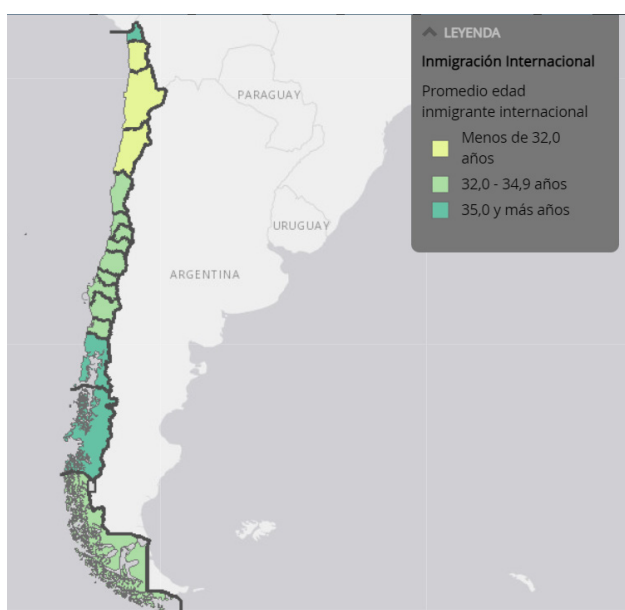 LEYENDA
Inmigración Internacional
Promedio edad
inmigrante internacional
Menos de 32,0
años
32,0 - 34,9 años
35,0 y más años
PARAGUAY
URUGUAY
ARGENTINA